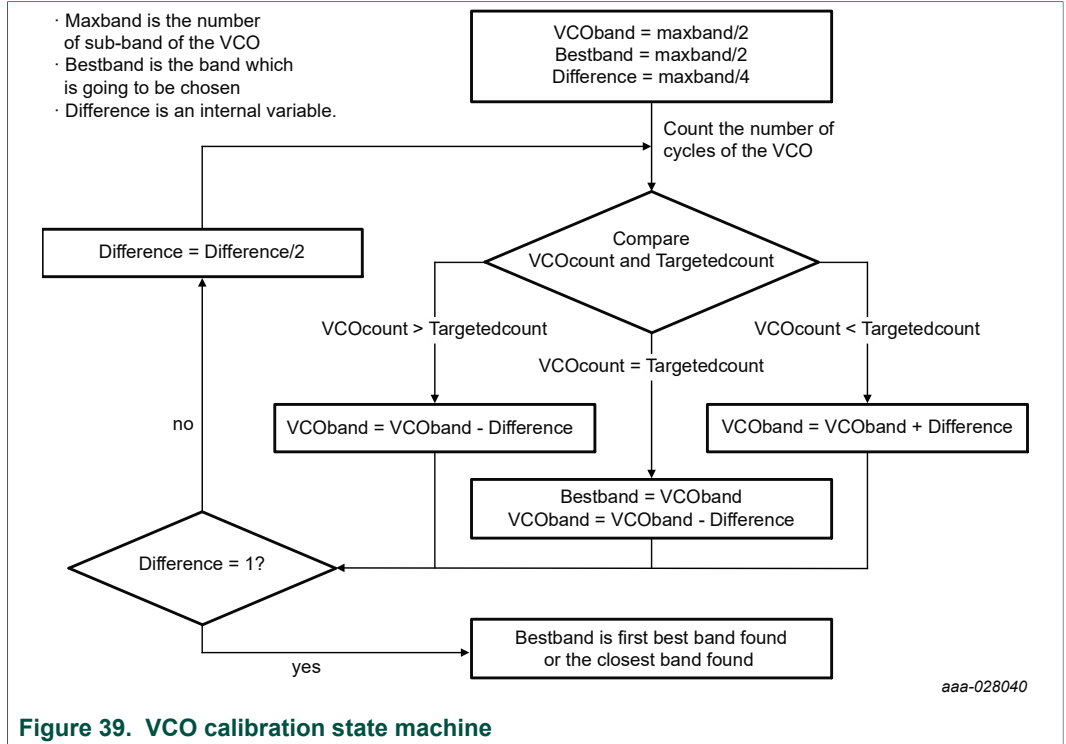 · Maxband is the number
of sub-band of the VCO
· Bestband is the band which
is going to be chosen
· Difference is an internal variable.
VCOband = maxband/2
Bestband = maxband/2
Difference = maxband/4
Count the number of
cycles of the VCO
Difference = Difference/2
Compare
VCOcount and Targetedcount
VCOcount > Targetedcount
VCOcount < Targetedcount
VCOcount = Targetedcount
no
VCOband = VCOband - Difference
VCOband = VCOband + Difference
Bestband = VCOband
VCOband = VCOband - Difference
Difference = 1?
yes
Bestband is first best band found
or the closest band found
aaa-028040
Figure 39. VCO calibration state machine